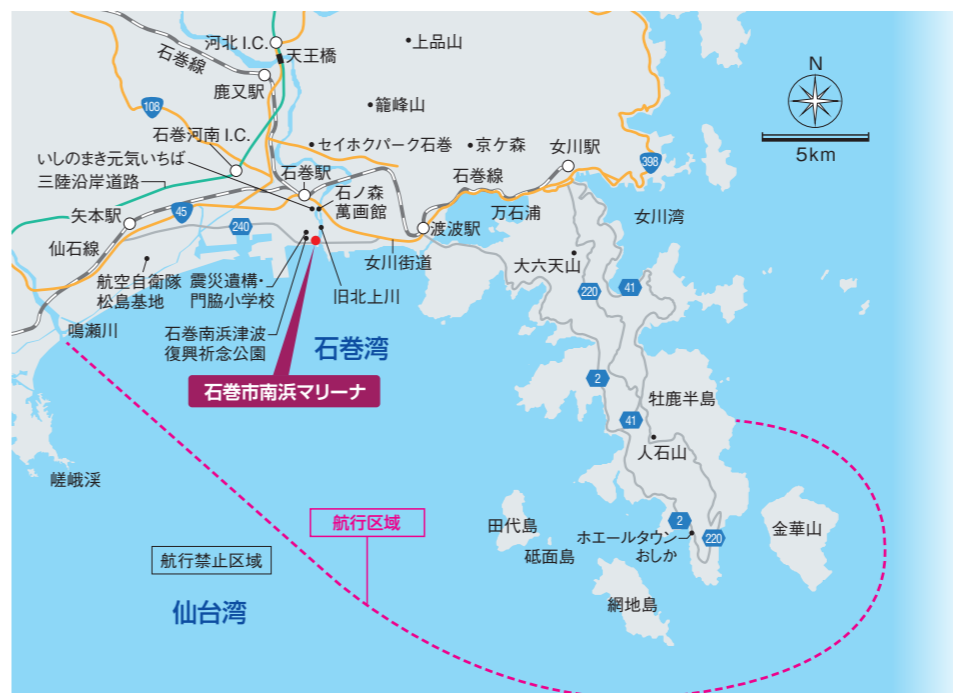 河北 I.C.
天王橋
上品山
石巻線
鹿又駅
N
108
籠峰山
5km
石巻河南 I.C.
セイホクパーク石巻
京ケ森
女川駅
398
いしのまき元気いちば
石巻駅
石巻線
三陸沿岸道路
石ノ森
萬画館
万石浦
女川湾
矢本駅
45
240
渡波駅
仙石線
女川街道
大六天山
航空自衛隊
松島基地
震災遺構・
門脇小学校
旧北上川
220
41
鳴瀬川
石巻南浜津波
復興祈念公園
石巻湾
石巻市南浜マリーナ
2
牡鹿半島
41
人石山
嵯峨渓
航行区域
田代島
2
金華山
ホエールタウン
おしか
220
砥面島
航行禁止区域
網地島
仙台湾